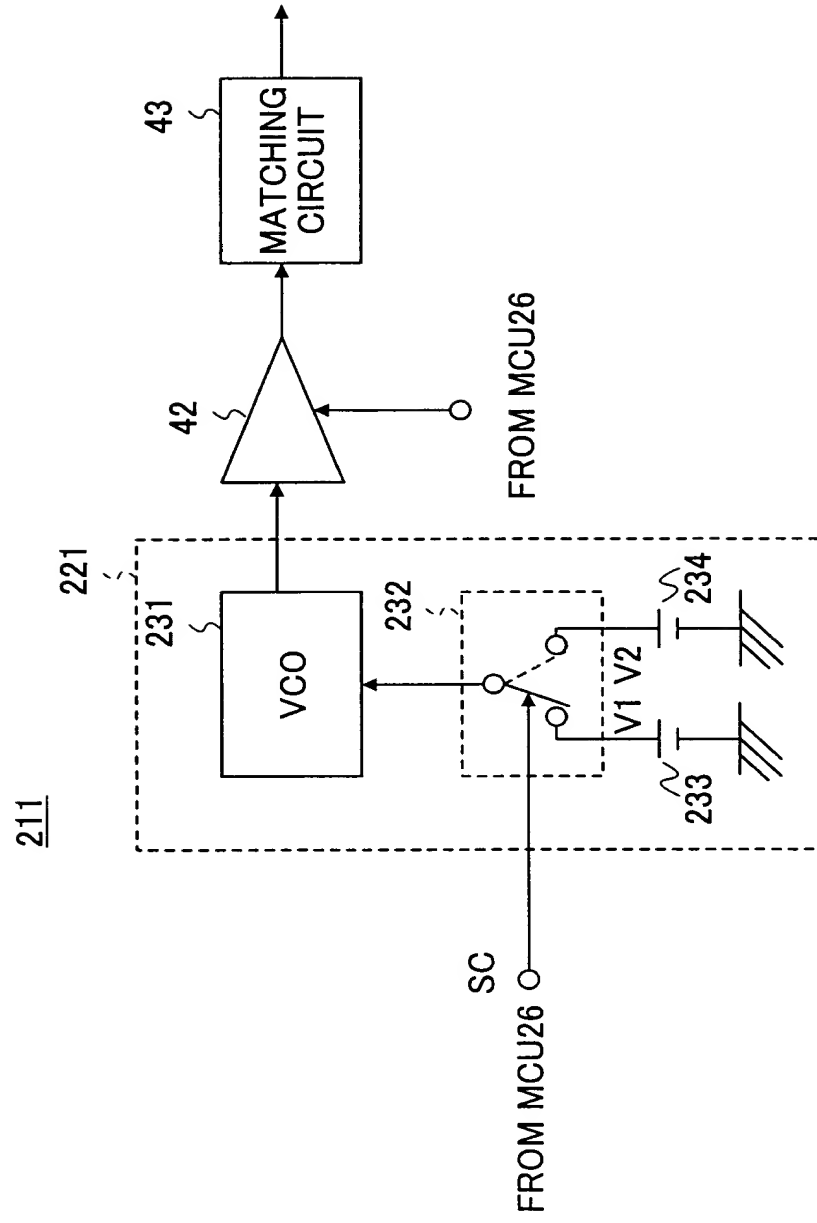 211
221
231
VCO
42
43
MATCHING
CIRCUIT
232
V1 V2
233
234
SC
FROM MCU26
FROM MCU26